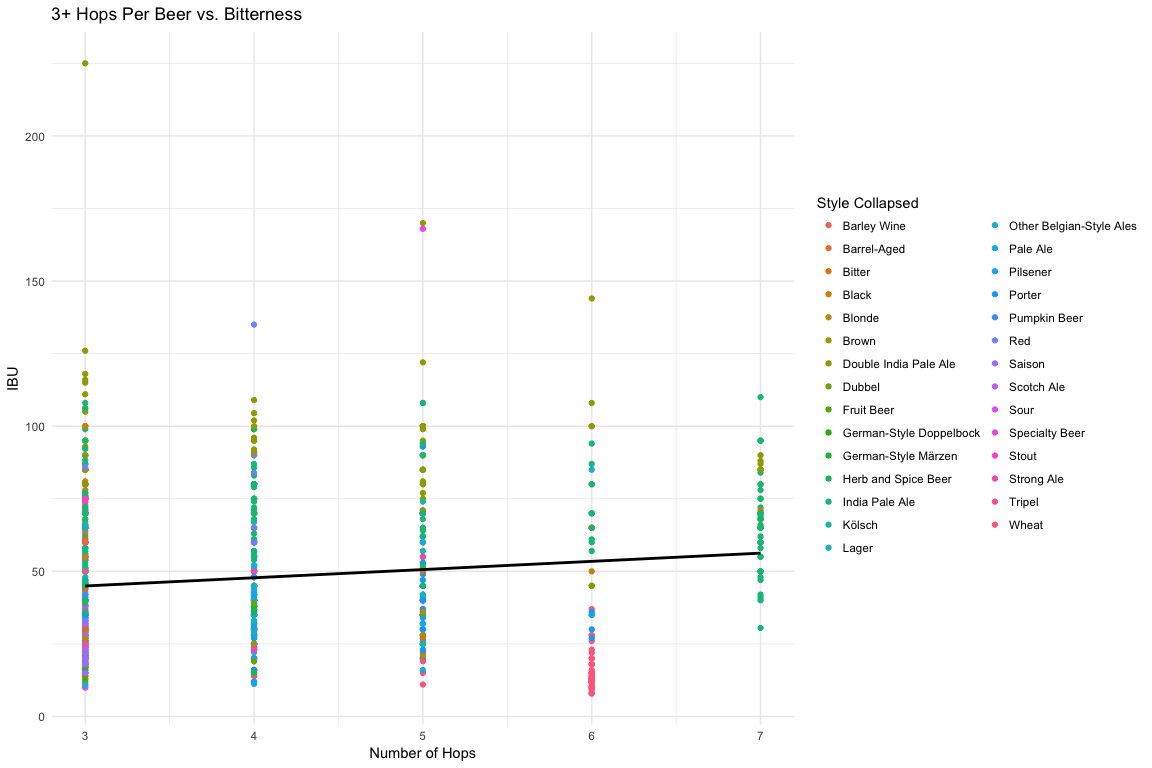 3+ Hops Per Beer vs. Bitterness
IBU
200
150
100
50
0
3 4 5 6 7
Number of Hops
Style Collapsed
Barley Wine
Barrel-Aged
Bitter
Black
Blonde
Brown
Double India Pale Ale
Dubbel
Fruit Beer
German-Style Doppelbock
German-Style Märzen
Herb and Spice Beer
India Pale Ale
Kölsch
Lager
Other Belgian-Style Ales
Pale Ale
Pilsener
Porter
Pumpkin Beer
Red
Saison
Scotch Ale
Sour
Specialty Beer
Stout
Strong Ale
Tripel
Wheat